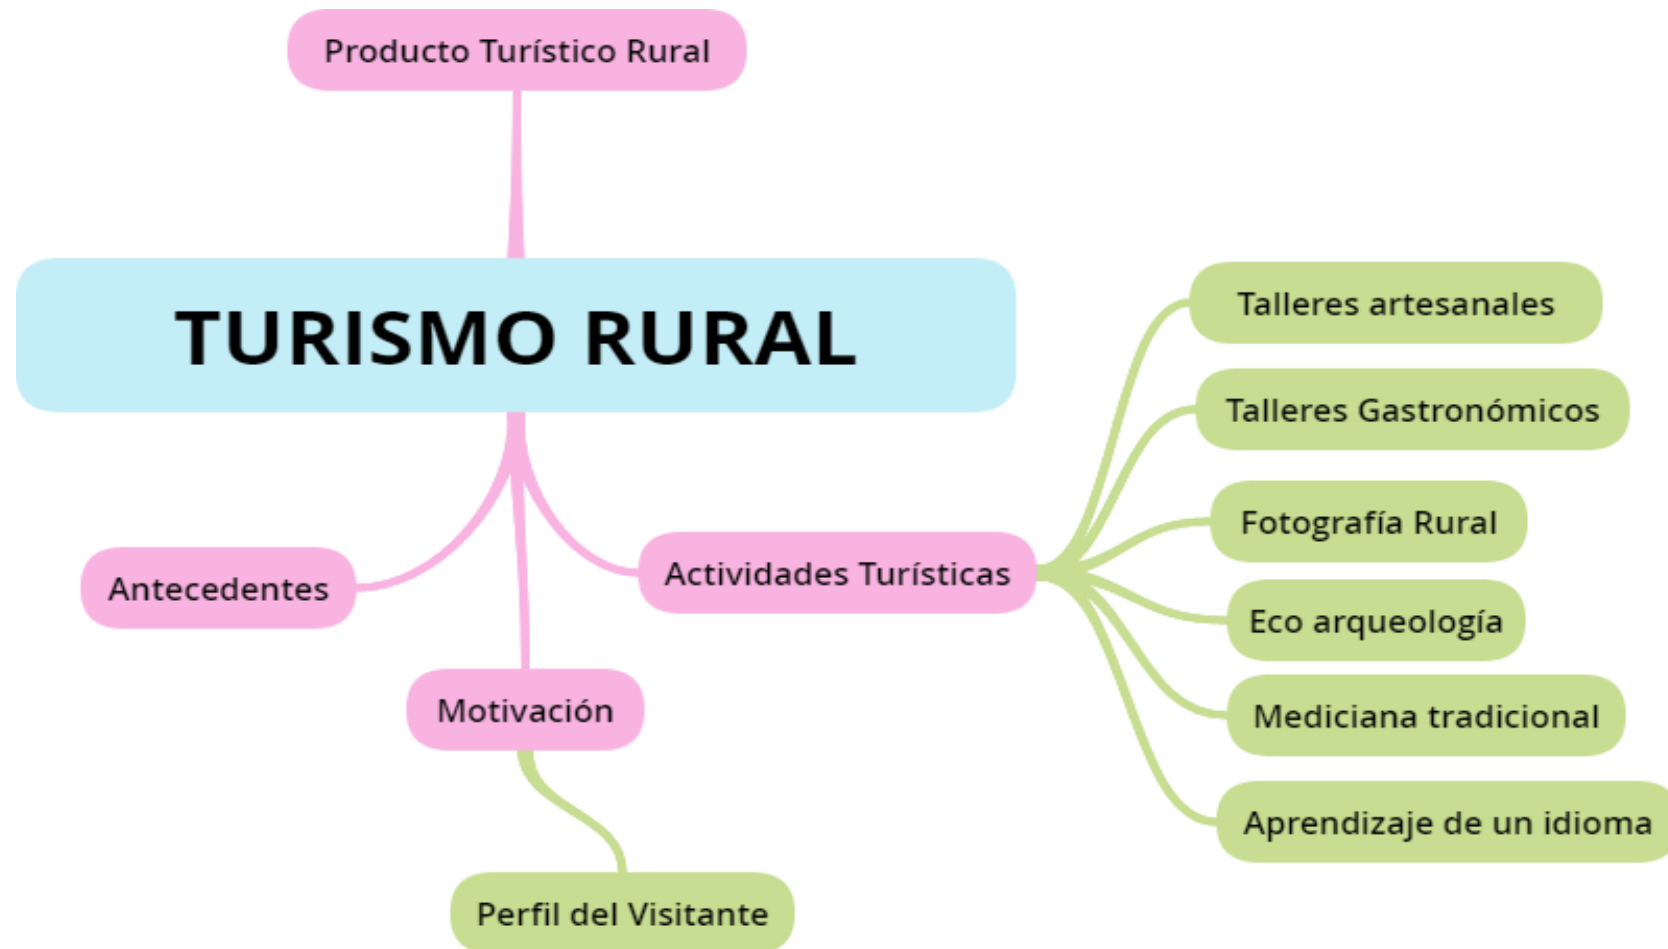 Producto Turístico Rural
TURISMO RURAL
Antecedentes
Motivación
Perfil del Visitante
Actividades Turísticas
Talleres artesanales
Talleres Gastronómicos
Fotografía Rural
Eco arqueología
Mediciana tradicional
Aprendizaje de un idioma